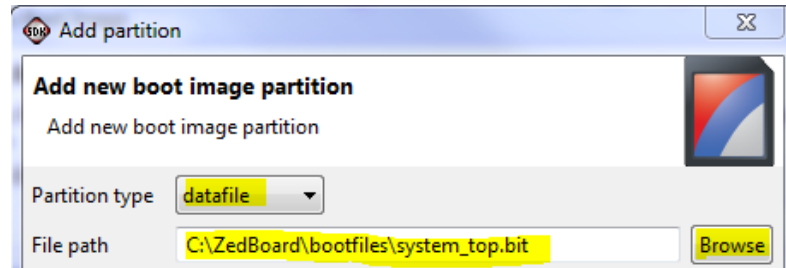 SDK Add partition
Add new boot image partition
Add new boot image partition
Partition type datafile
File path C:\ZedBoard\bootfiles\system_top.bit Browse